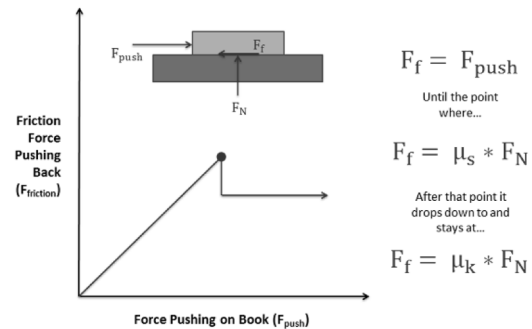 F_push
F_f
F_N
Friction
Force
Pushing
Back
(F_friction)
Force Pushing on Book (F_push)
F_f = F_push
Until the point
where...
F_f = μ_s * F_N
After that point it
drops down to and
stays at...
F_f = μ_k * F_N